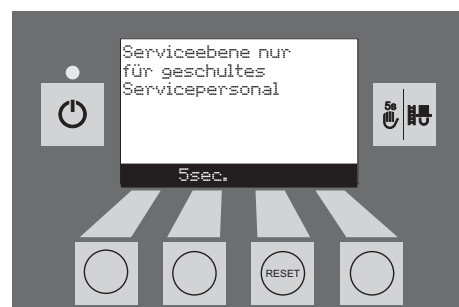 Serviceebene nur
für geschultes
Servicepersonal
5s
5sec.
RESET